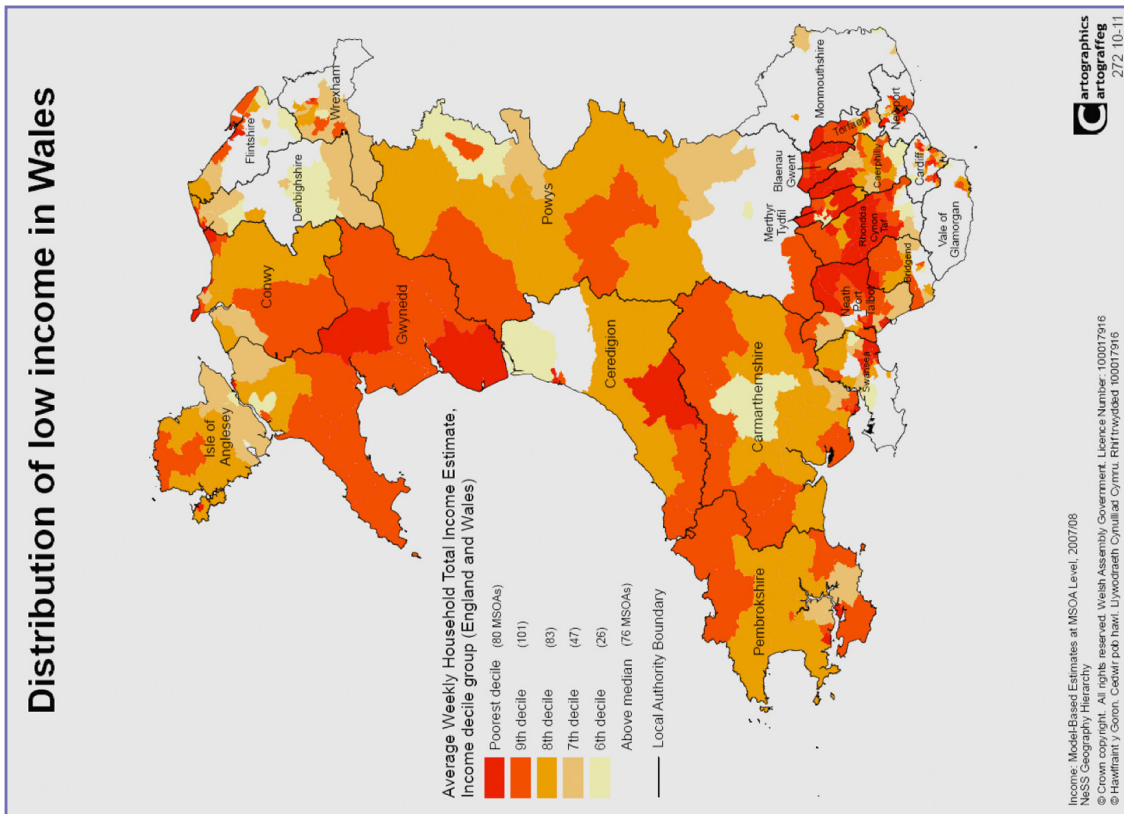 Distribution of low income in Wales
Isle of
Anglesey
Conwy
Gwynedd
Denbighshire
Flintshire
Wrexham
Powys
Ceredigion
Pembrokshire
Carmarthernshire
Swansea
Neath
Port
Talbot
Bridgend
Rhondda
Cynon
Taf
Merthyr
Tydfil
Blaenau
Gwent
Caerphilly
Torfaen
Monmouthshire
Newport
Cardiff
Vale of
Glamorgan
Average Weekly Household Total Income Estimate,
Income decile group (England and Wales)
Poorest decile (80 MSOAs)
9th decile (101)
8th decile (83)
7th decile (47)
6th decile (26)
Above median (76 MSOAs)
Local Authority Boundary
Income: Model-Based Estimates at MSOA Level, 2007/08
NeSS Geography Hierarchy
© Crown copyright. All rights reserved. Welsh Assembly Government. Licence Number: 100017916
© Hawlfraint y Goron. Cedwir pob hawl. Llywodraeth Cynulliad Cymru. Rhif trwydded 100017916
C artographics
artograffeg
272 10-11